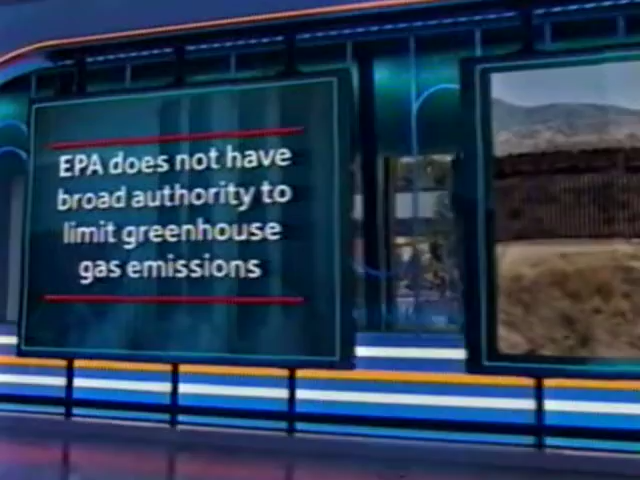 EPA does not have
broad authority to
limit greenhouse
gas emissions